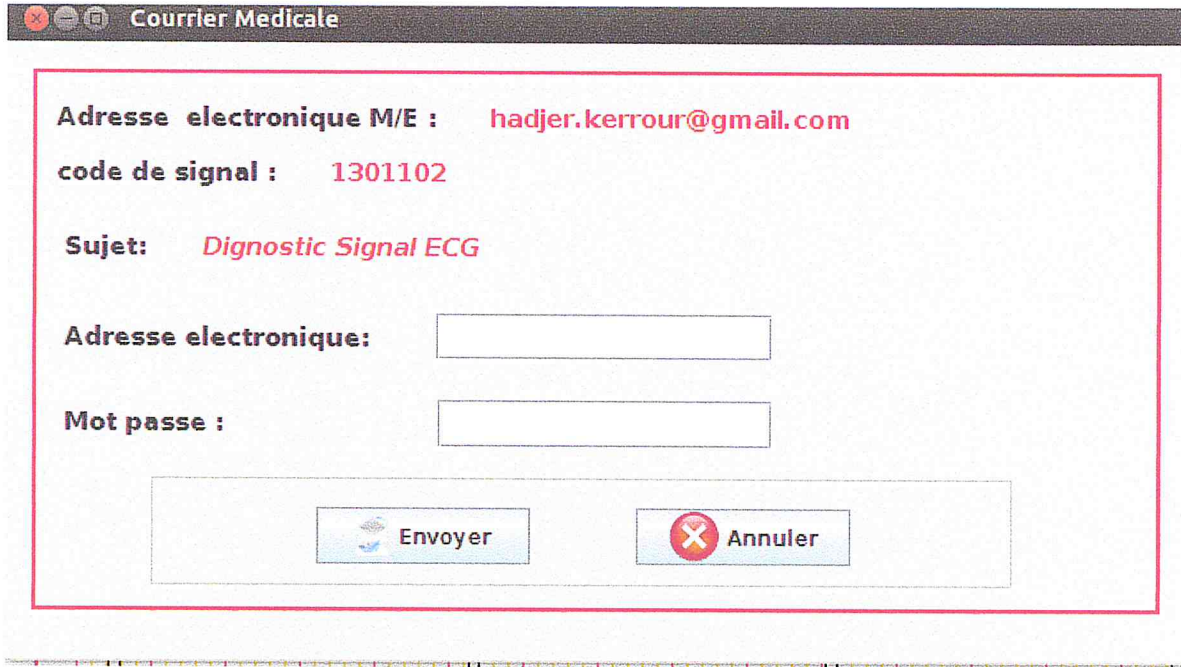 Courrier Medicale
Adresse electronique M/E : hadjer.kerrour@gmail.com
code de signal : 1301102
Sujet: Dignostic Signal ECG
Adresse electronique:
Mot passe :
Envoyer Annuler